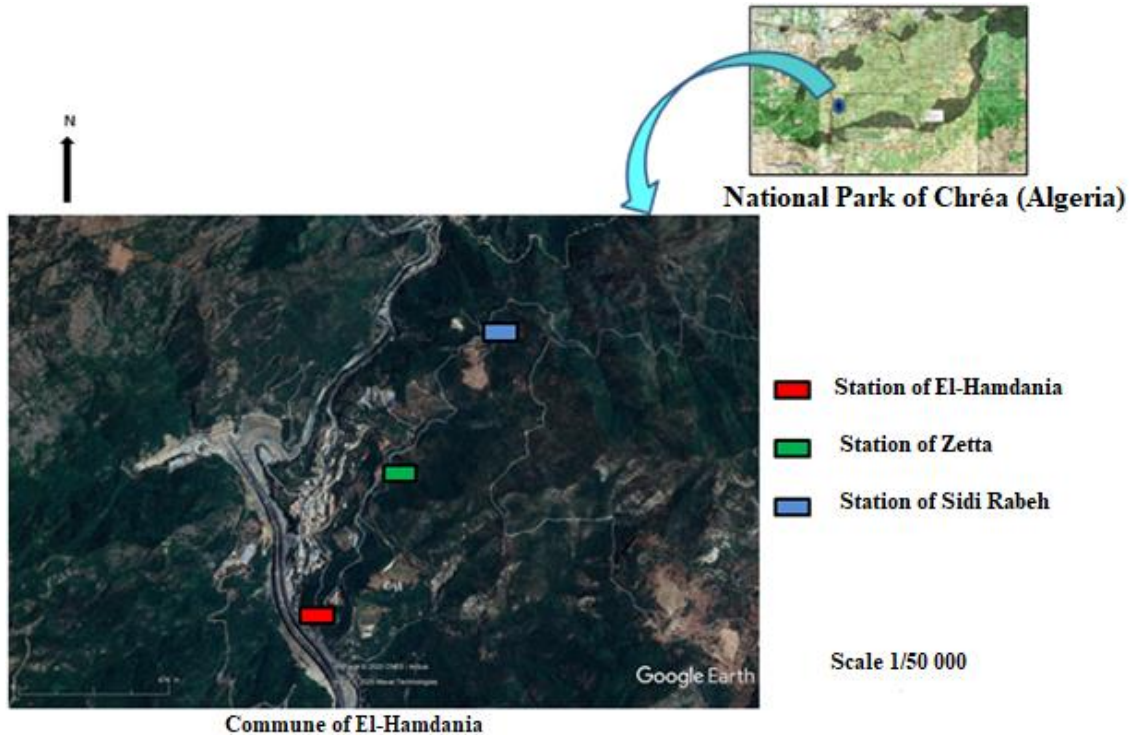 N
National Park of Chréa (Algeria)
Station of El-Hamdania
Station of Zetta
Station of Sidi Rabeh
Scale 1/50 000
Google Earth
Commune of El-Hamdania